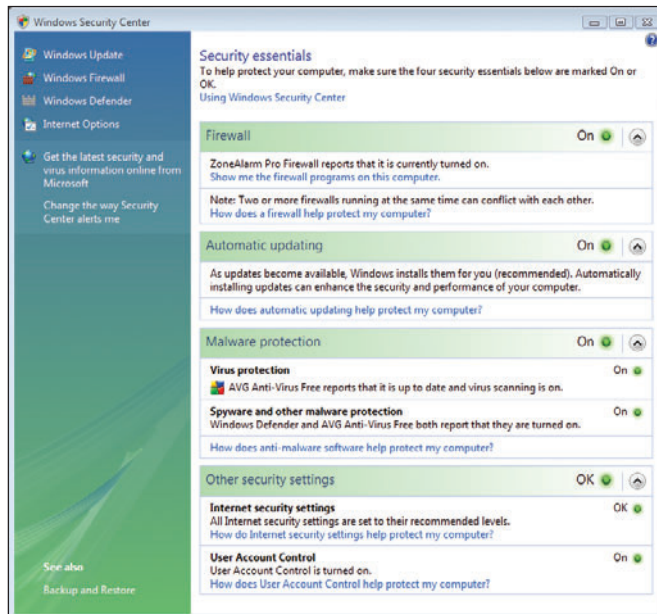 Windows Security Center
Windows Update
Windows Firewall
Windows Defender
Internet Options
Get the latest security and
virus information online from
Microsoft
Change the way Security
Center alerts me
See also
Backup and Restore
Security essentials
To help protect your computer, make sure the four security essentials below are marked On or
OK.
Using Windows Security Center
Firewall On
ZoneAlarm Pro Firewall reports that it is currently turned on.
Show me the firewall programs on this computer.
Note: Two or more firewalls running at the same time can conflict with each other.
How does a firewall help protect my computer?
Automatic updating On
As updates become available, Windows installs them for you (recommended). Automatically
installing updates can enhance the security and performance of your computer.
How does automatic updating help protect my computer?
Malware protection On
Virus protection On
AVG Anti-Virus Free reports that it is up to date and virus scanning is on.
Spyware and other malware protection On
Windows Defender and AVG Anti-Virus Free both report that they are turned on.
How does anti-malware software help protect my computer?
Other security settings OK
Internet security settings OK
All Internet security settings are set to their recommended levels.
How do Internet security settings help protect my computer?
User Account Control On
User Account Control is turned on.
How does User Account Control help protect my computer?